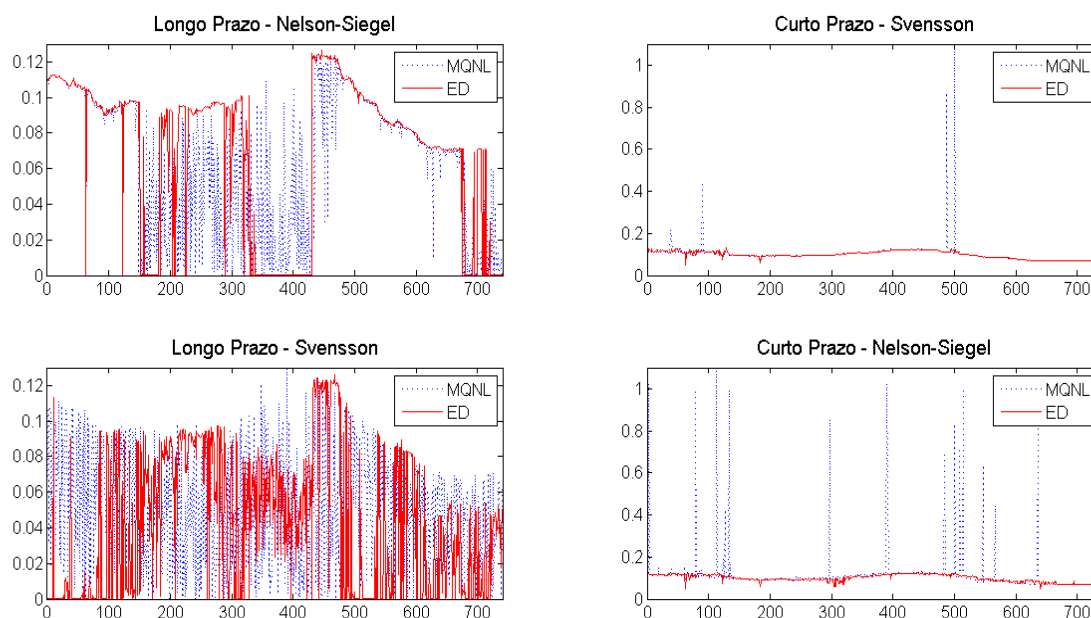 Longo Prazo - Nelson-Siegel
0.12
0.1
0.08
0.06
0.04
0.02
0
0 100 200 300 400 500 600 700
MQNL
ED
Curto Prazo - Svensson
1
0.8
0.6
0.4
0.2
0
0 100 200 300 400 500 600 700
MQNL
ED
Longo Prazo - Svensson
0.12
0.1
0.08
0.06
0.04
0.02
0
0 100 200 300 400 500 600 700
MQNL
ED
Curto Prazo - Nelson-Siegel
1
0.8
0.6
0.4
0.2
0
0 100 200 300 400 500 600 700
MQNL
ED